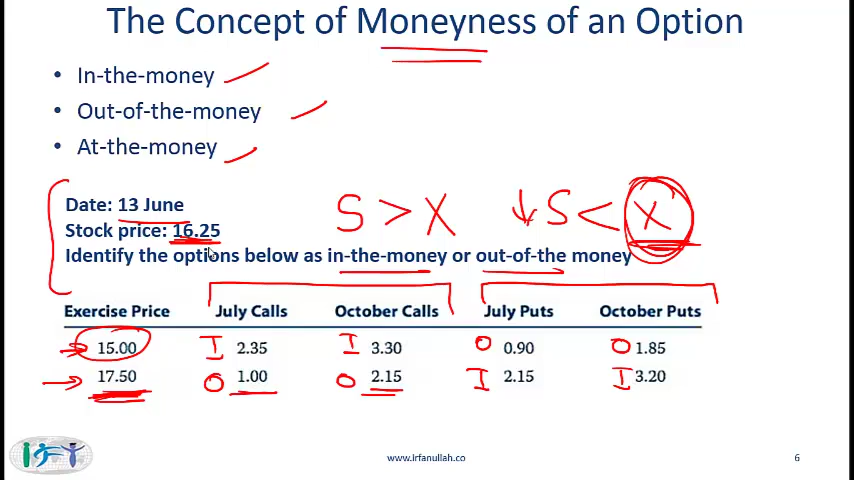 The Concept of Moneyness of an Option
• In-the-money
• Out-of-the-money
• At-the-money
S > X ↓S < X
Date: 13 June
Stock price: 16.25
Identify the options below as in-the-money or out-of-the money
Exercise Price July Calls October Calls July Puts October Puts
15.00 I 2.35 I 3.30 O 0.90 O 1.85
17.50 O 1.00 O 2.15 I 2.15 I 3.20
IFT
www.irfanullah.co 6